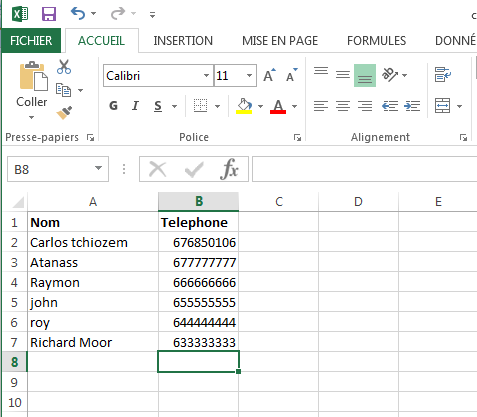 c
FICHIER ACCUEIL INSERTION MISE EN PAGE FORMULES DONNÉ
Coller
Calibri 11 A A
G I S A
Presse-papiers Police Alignement
B8 fx
A B C D E
1 Nom Telephone
2 Carlos tchiozem 676850106
3 Atanass 677777777
4 Raymon 666666666
5 john 655555555
6 roy 644444444
7 Richard Moor 633333333
8
9
10